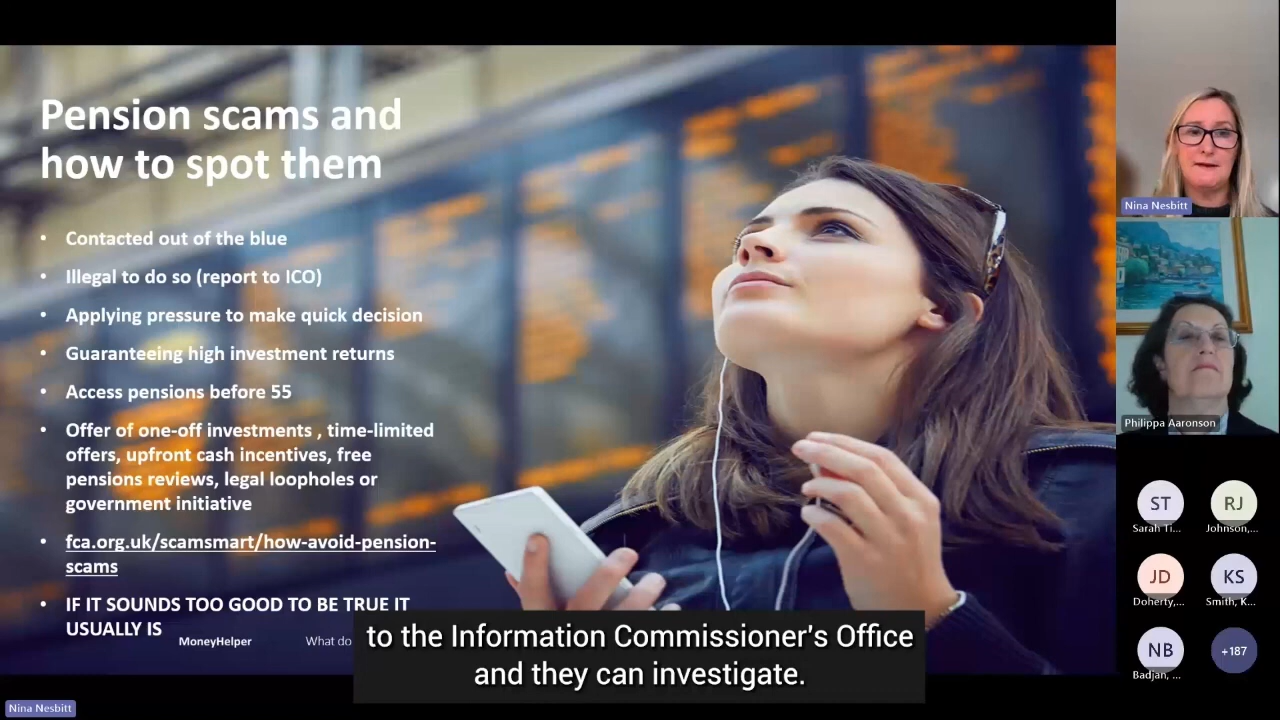 Pension scams and
how to spot them
• Contacted out of the blue
• Illegal to do so (report to ICO)
• Applying pressure to make quick decision
• Guaranteeing high investment returns
• Access pensions before 55
• Offer of one-off investments , time-limited
offers, upfront cash incentives, free
pensions reviews, legal loopholes or
government initiative
• fca.org.uk/scamsmart/how-avoid-pension-
scams
• IF IT SOUNDS TOO GOOD TO BE TRUE IT
USUALLY IS
MoneyHelper
What do
to the Information Commissioner's Office
and they can investigate.
Nina Nesbitt
Nina Nesbitt
Philippa Aaronson
ST
Sarah Ti...
RJ
Johnson,...
JD
Doherty,...
KS
Smith, K...
NB
Badjan, ...
+187